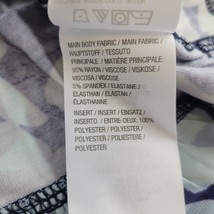 MAIN BODY FABRIC / MAIN FABRIC /
HAUPTSTOFF / TESSUTO
PRINCIPALE / MATIÈRE PRINCIPALE:
95% RAYON / VISCOSE / VISKOSE /
VISCOSA / VISCOSE
5% SPANDEX / ELASTANE /
ELASTHAN / ELASTAN /
ÉLASTHANNE
INSERT / INSERT / EINSATZ /
INSERTO / ENTRE-DEUX: 100%
POLYESTER / POLYESTER /
POLYESTER / POLIESTERE /
POLYESTER